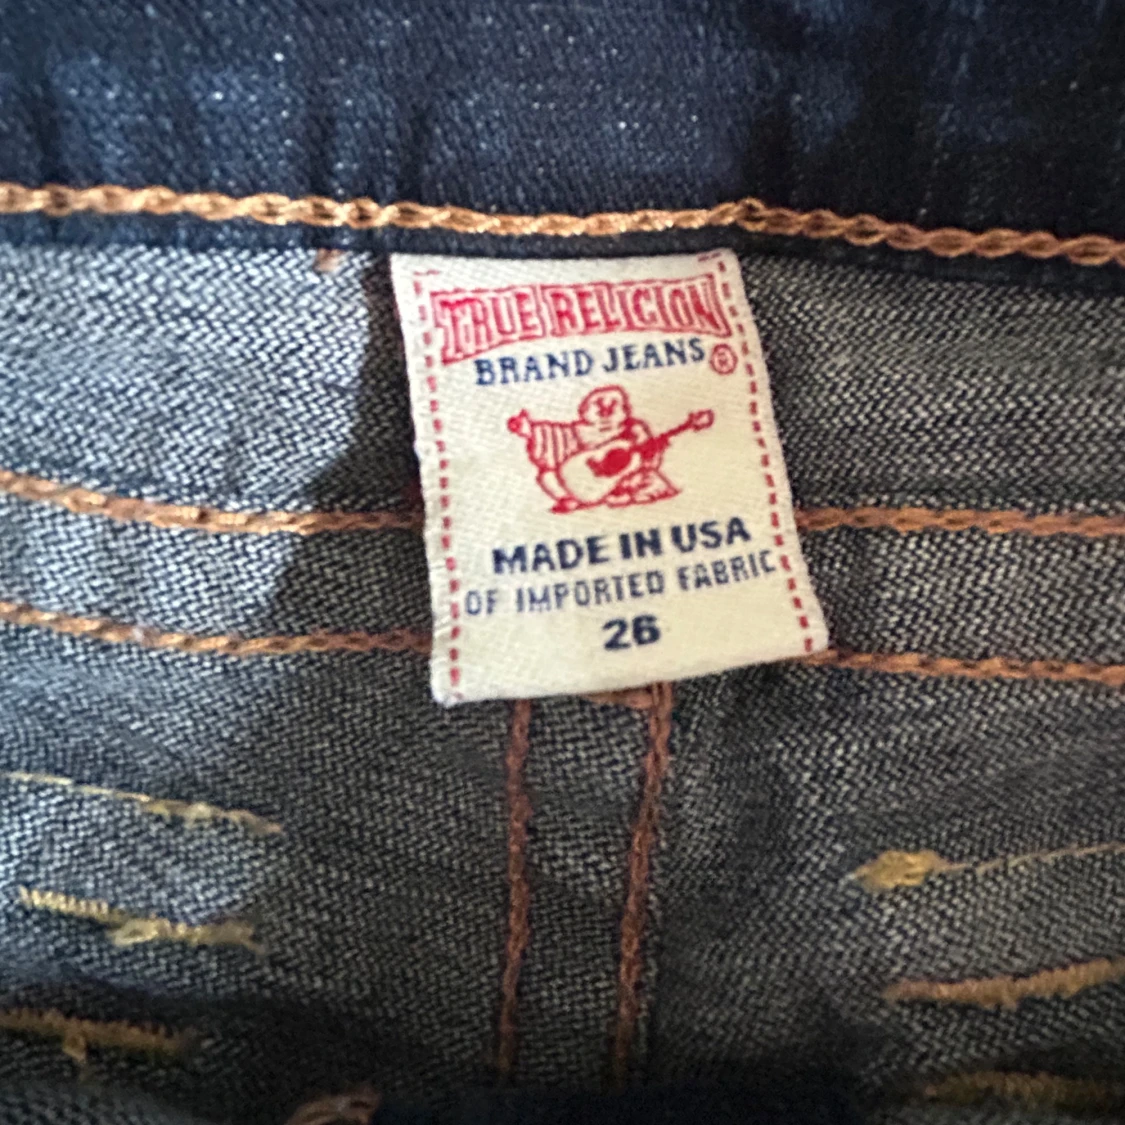 TRUE RELIGION
BRAND JEANS®
MADE IN USA
OF IMPORTED FABRIC
26